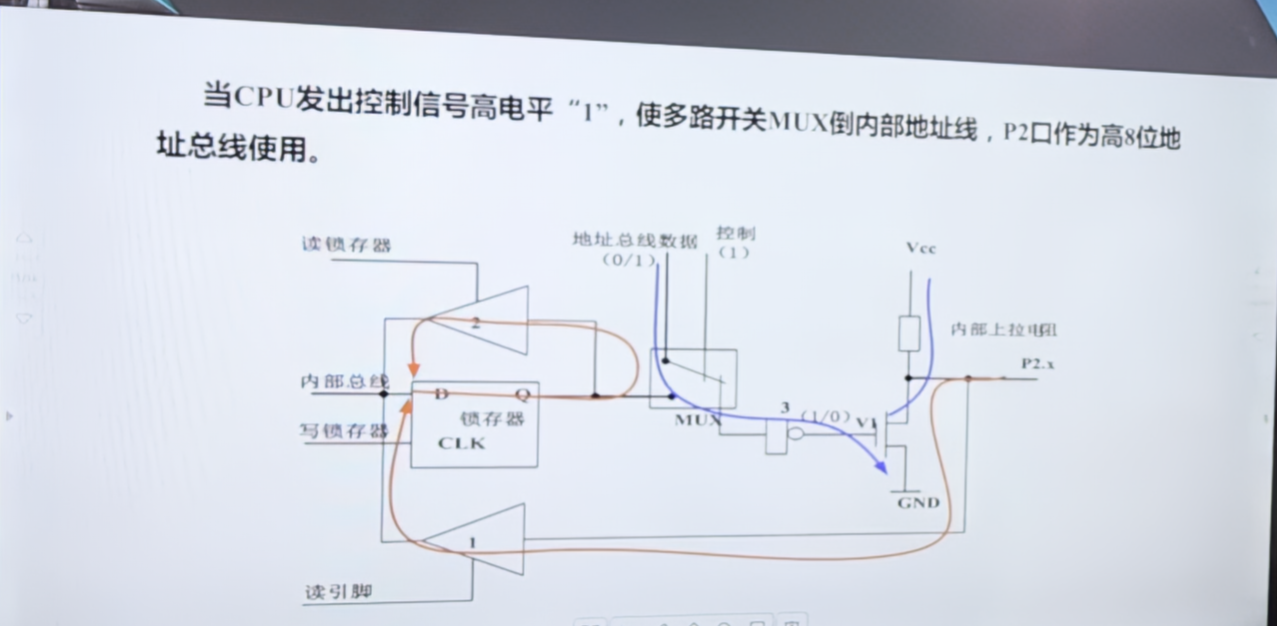 当CPU发出控制信号高电平“1”，使多路开关MUX倒内部地址线，P2口作为高8位地
址总线使用。
读锁存器
地址总线数据
（0/1）
控制
（1）
Vcc
2
内部上拉电阻
P2.x
内部总线
D
Q
锁存器
写锁存器
CLK
MUX
3
（1/0）
V1
GND
1
读引脚